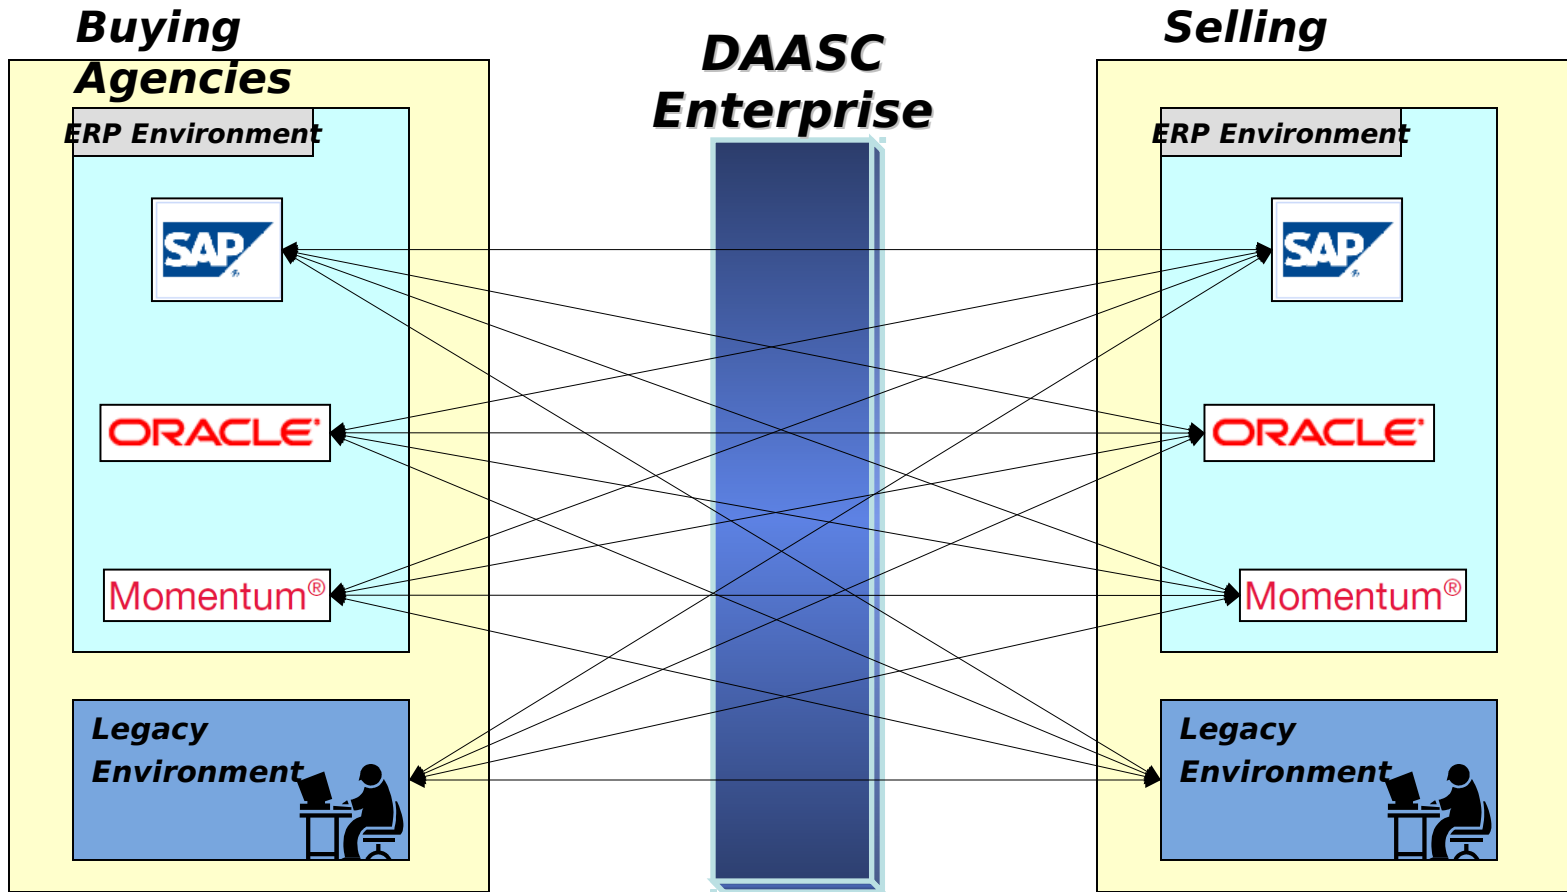 Buying
Agencies
ERP Environment
SAP
ORACLE
Momentum®
Legacy
Environment
DAASC
Enterprise
Selling
ERP Environment
SAP
ORACLE
Momentum®
Legacy
Environment